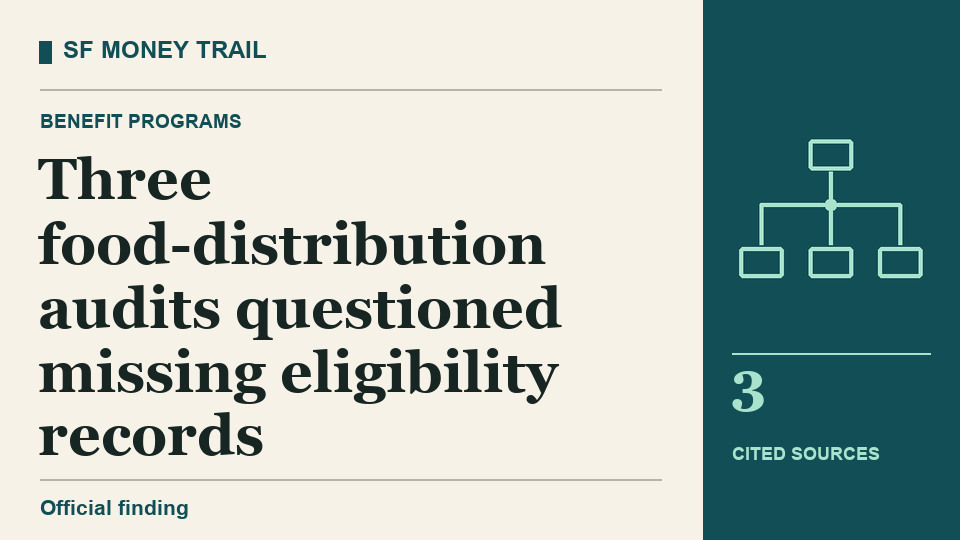 SF MONEY TRAIL
BENEFIT PROGRAMS
Three
food-distribution
audits questioned
missing eligibility
records
Official finding
3
CITED SOURCES